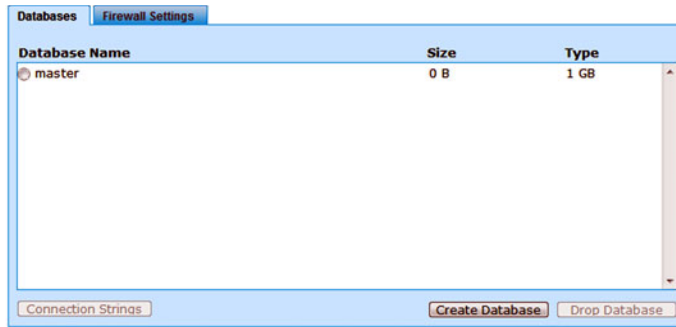 Databases Firewall Settings
Database Name Size Type
master 0 B 1 GB
Connection Strings Create Database Drop Database